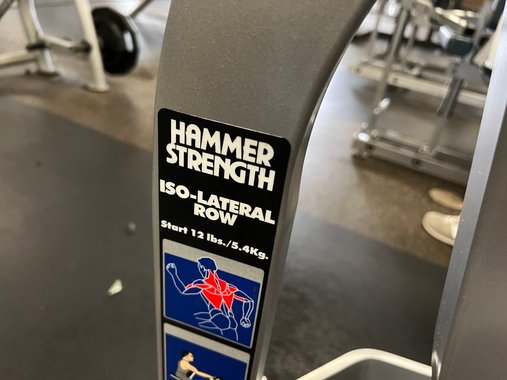 HAMMER
STRENGTH
ISO-LATERAL
ROW
Start 12 lbs./5.4Kg.